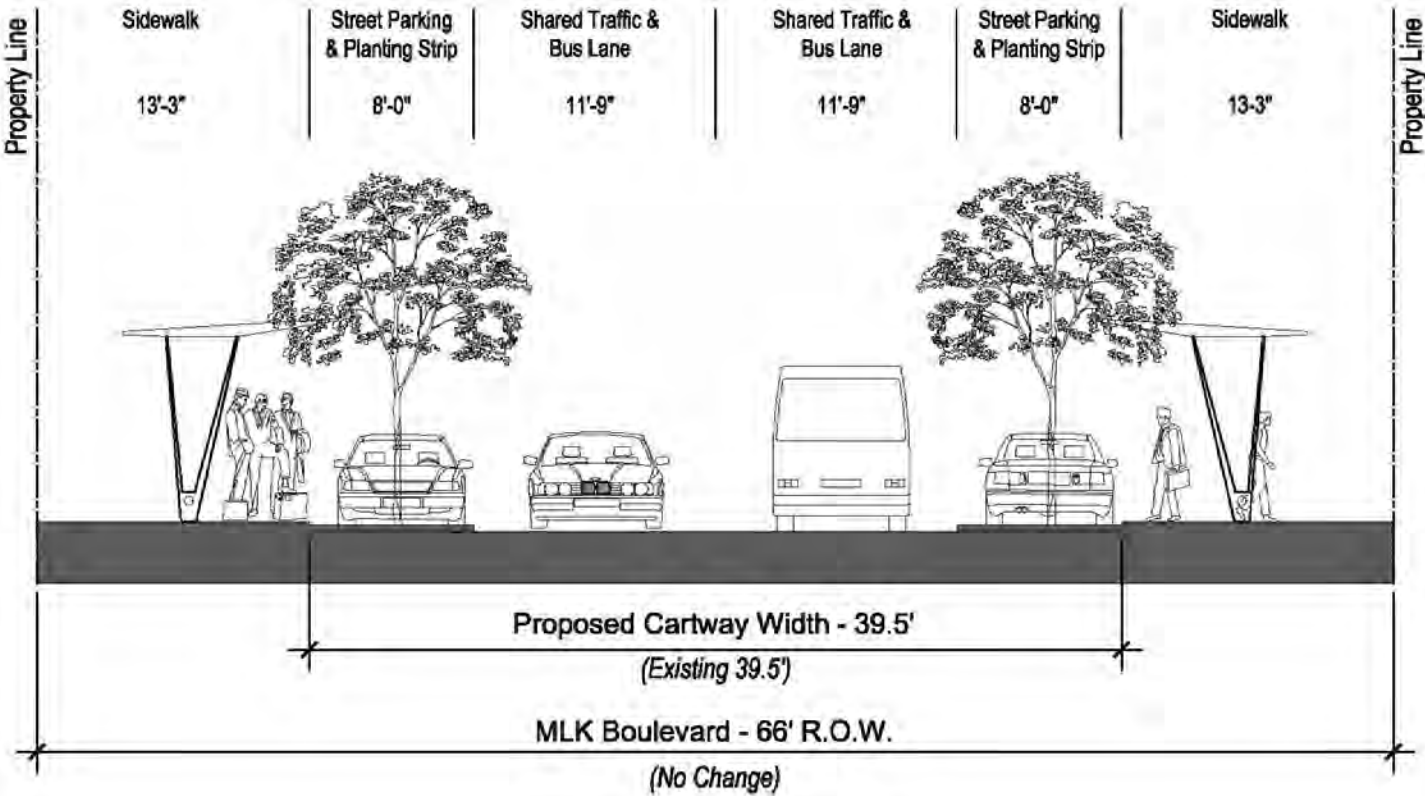 Property Line
Sidewalk
13'-3"
Street Parking
& Planting Strip
8'-0"
Shared Traffic &
Bus Lane
11'-9"
Shared Traffic &
Bus Lane
11'-9"
Street Parking
& Planting Strip
8'-0"
Sidewalk
13-3"
Property Line
Proposed Cartway Width - 39.5'
(Existing 39.5')
MLK Boulevard - 66' R.O.W.
(No Change)